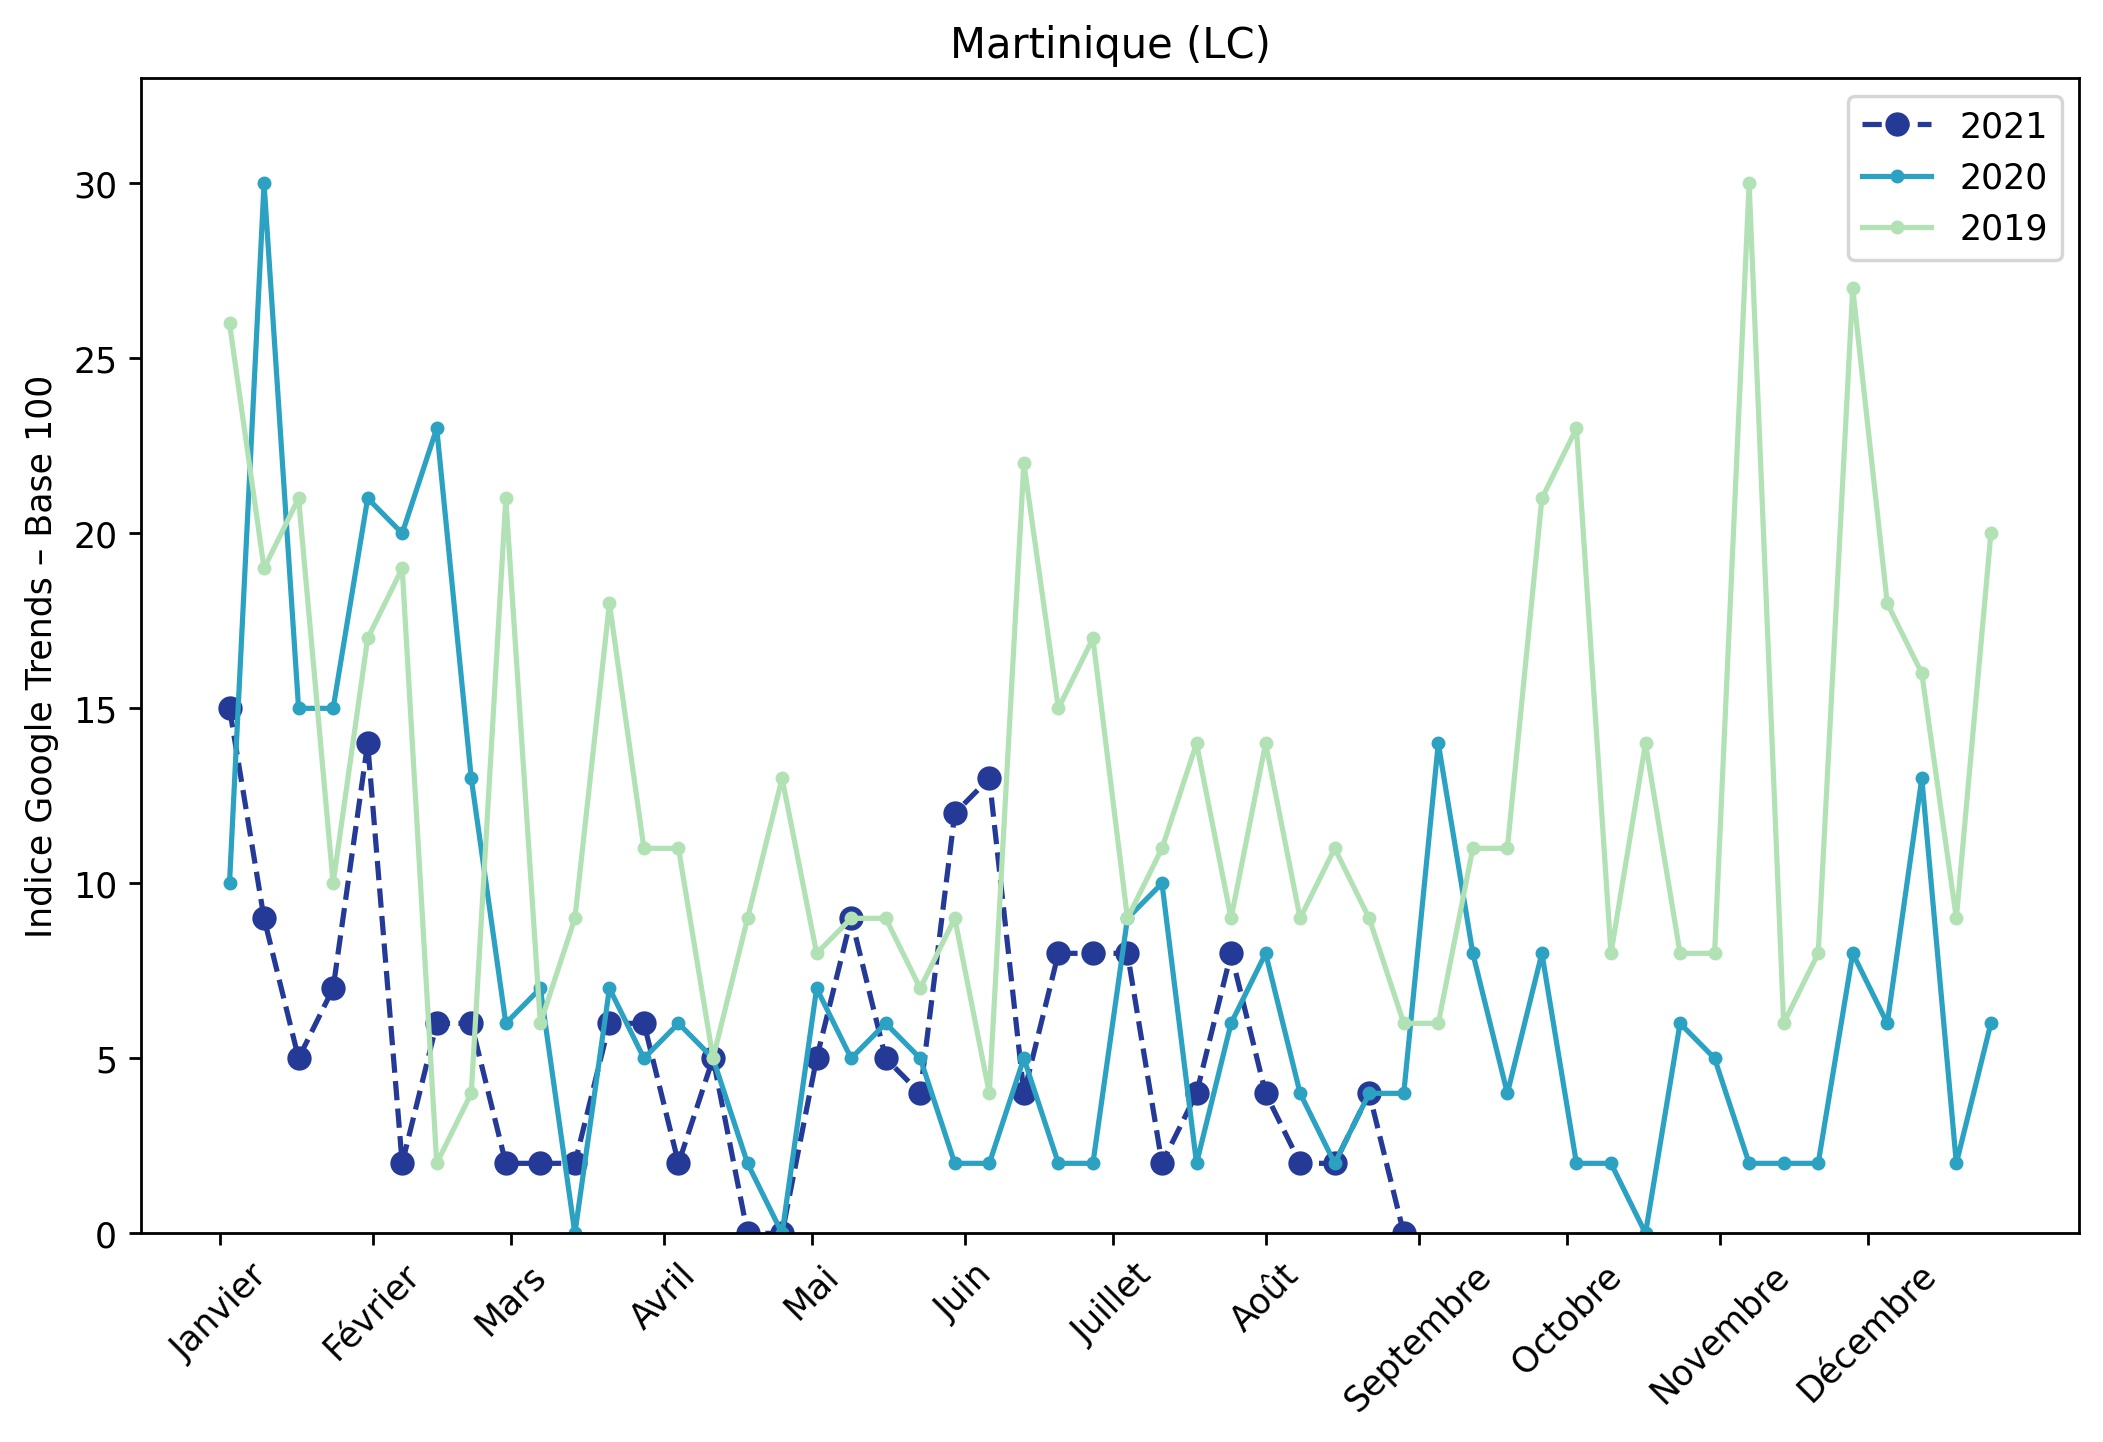 Martinique (LC)
Indice Google Trends – Base 100
30
25
20
15
10
5
0
2021
2020
2019
Janvier
Février
Mars
Avril
Mai
Juin
Juillet
Août
Septembre
Octobre
Novembre
Décembre